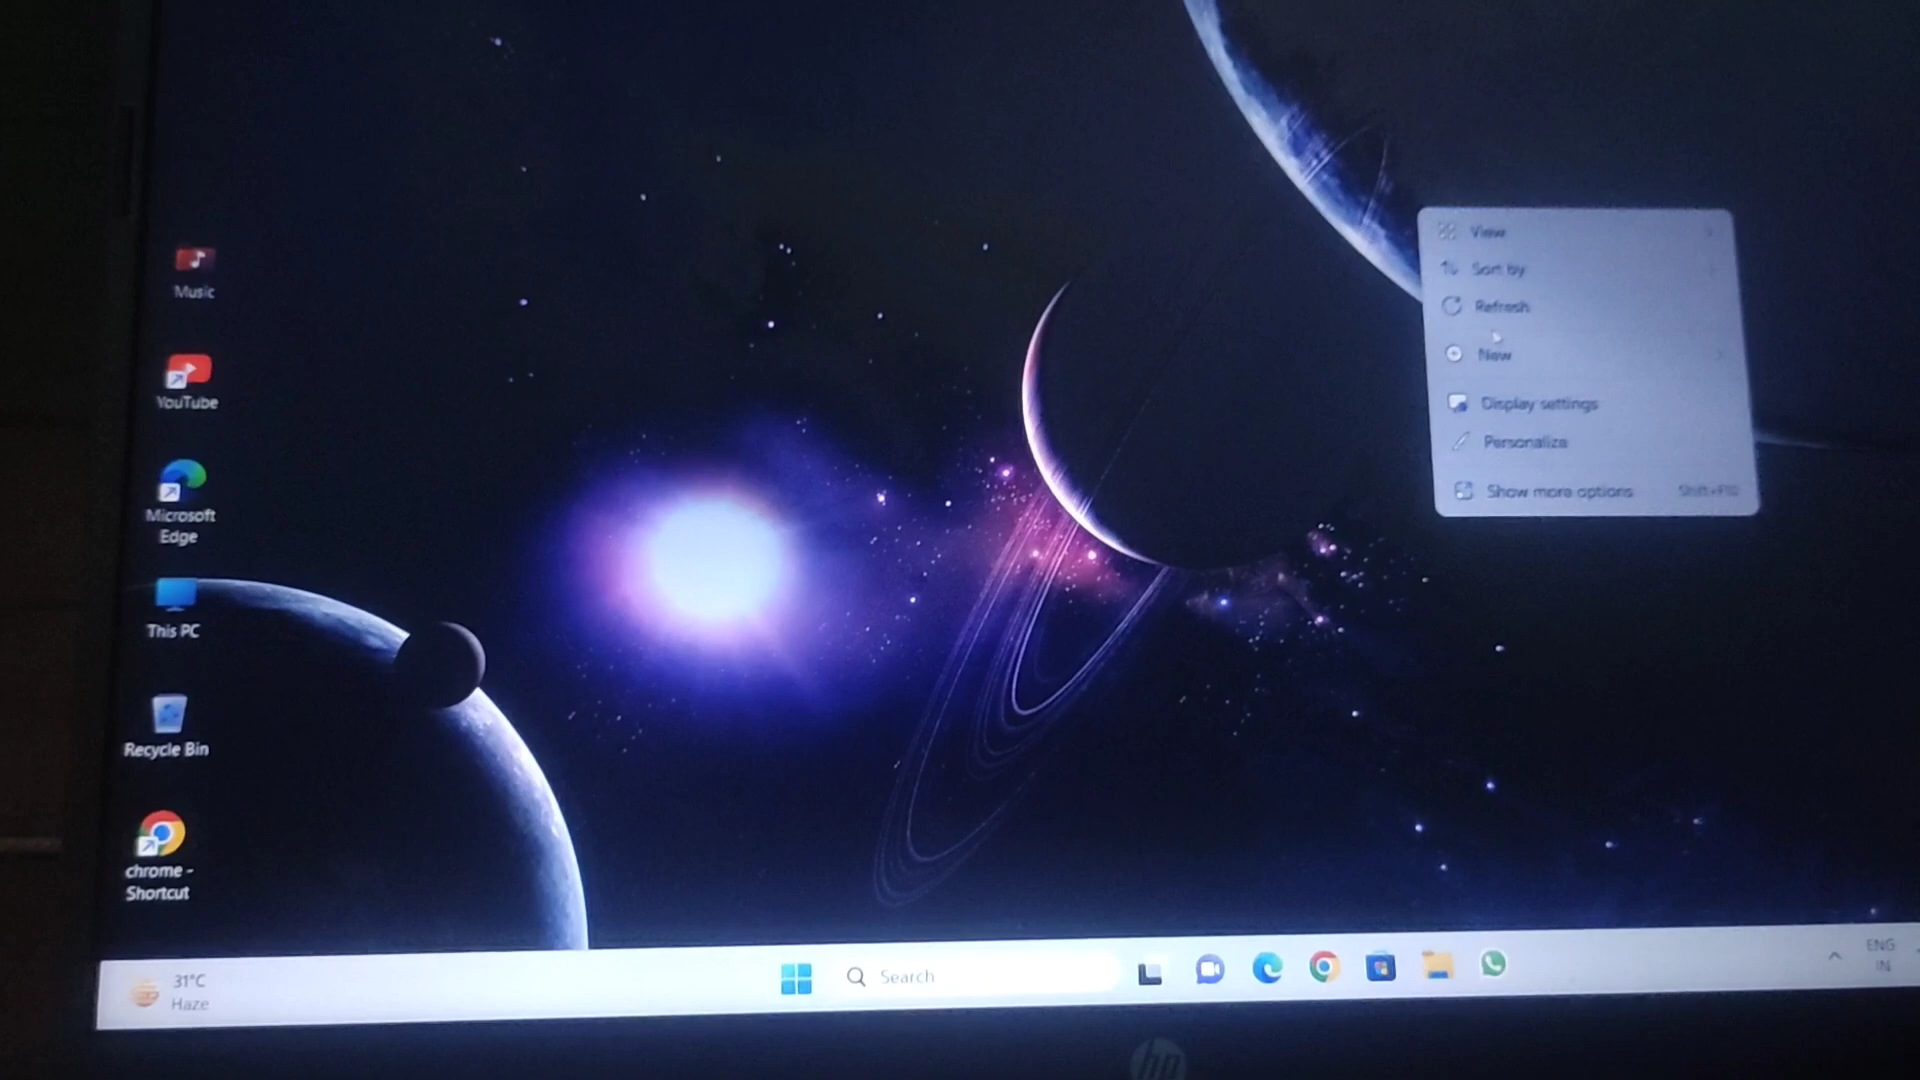 Music
YouTube
Microsoft
Edge
This PC
Recycle Bin
chrome -
Shortcut
View
Sort by
Refresh
New
Display settings
Personalize
Show more options Shift+F10
31°C
Haze
Search
ENG
IN
hp